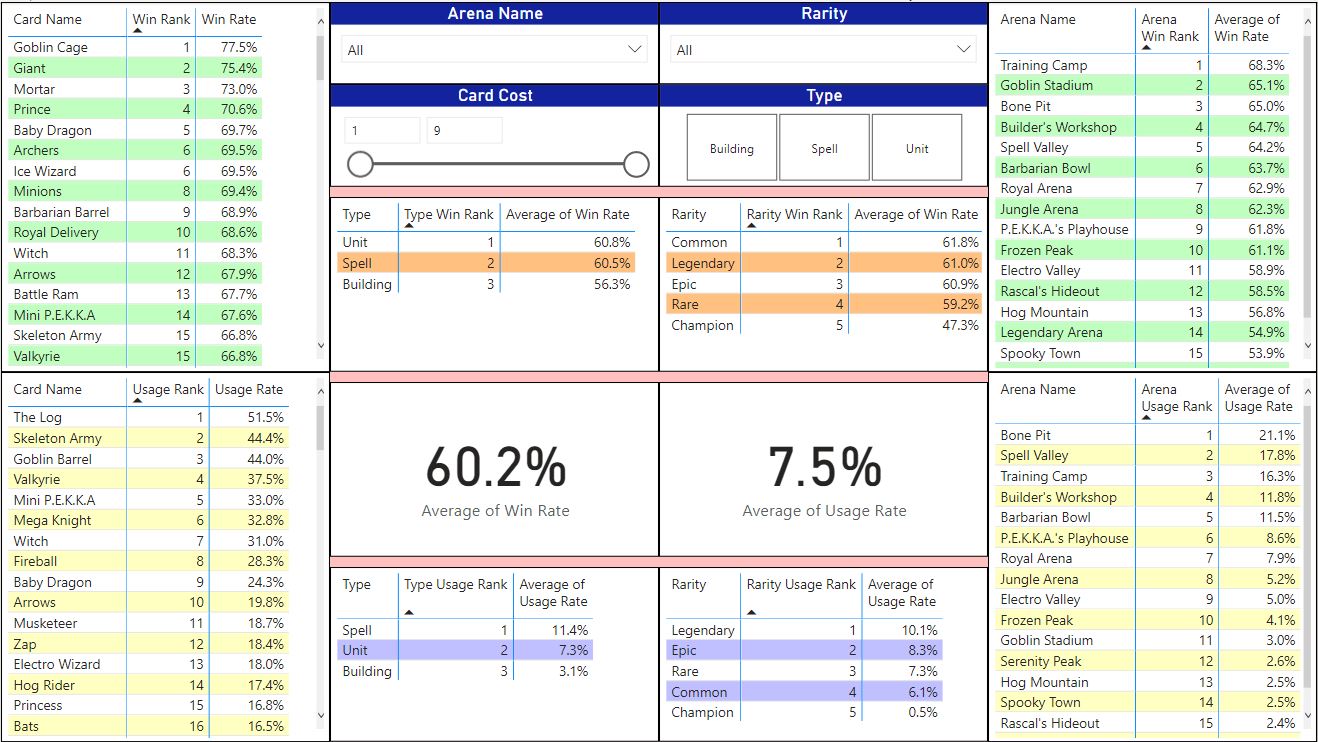 Card Name Win Rank Win Rate
Goblin Cage 1 77.5%
Giant 2 75.4%
Mortar 3 73.0%
Prince 4 70.6%
Baby Dragon 5 69.7%
Archers 6 69.5%
Ice Wizard 6 69.5%
Minions 8 69.4%
Barbarian Barrel 9 68.9%
Royal Delivery 10 68.6%
Witch 11 68.3%
Arrows 12 67.9%
Battle Ram 13 67.7%
Mini P.E.K.K.A 14 67.6%
Skeleton Army 15 66.8%
Valkyrie 15 66.8%
Arena Name
All
Rarity
All
Card Cost
1 9
Type
Building Spell Unit
Type Type Win Rank Average of Win Rate
Unit 1 60.8%
Spell 2 60.5%
Building 3 56.3%
Rarity Rarity Win Rank Average of Win Rate
Common 1 61.8%
Legendary 2 61.0%
Epic 3 60.9%
Rare 4 59.2%
Champion 5 47.3%
Arena Name Arena Average of
Win Rank Win Rate
Training Camp 1 68.3%
Goblin Stadium 2 65.1%
Bone Pit 3 65.0%
Builder's Workshop 4 64.7%
Spell Valley 5 64.2%
Barbarian Bowl 6 63.7%
Royal Arena 7 62.9%
Jungle Arena 8 62.3%
P.E.K.K.A.'s Playhouse 9 61.8%
Frozen Peak 10 61.1%
Electro Valley 11 58.9%
Rascal's Hideout 12 58.5%
Hog Mountain 13 56.8%
Legendary Arena 14 54.9%
Spooky Town 15 53.9%
Card Name Usage Rank Usage Rate
The Log 1 51.5%
Skeleton Army 2 44.4%
Goblin Barrel 3 44.0%
Valkyrie 4 37.5%
Mini P.E.K.K.A 5 33.0%
Mega Knight 6 32.8%
Witch 7 31.0%
Fireball 8 28.3%
Baby Dragon 9 24.3%
Arrows 10 19.8%
Musketeer 11 18.7%
Zap 12 18.4%
Electro Wizard 13 18.0%
Hog Rider 14 17.4%
Princess 15 16.8%
Bats 16 16.5%
60.2%
Average of Win Rate
7.5%
Average of Usage Rate
Type Type Usage Rank Average of
Usage Rate
Spell 1 11.4%
Unit 2 7.3%
Building 3 3.1%
Rarity Rarity Usage Rank Average of
Usage Rate
Legendary 1 10.1%
Epic 2 8.3%
Rare 3 7.3%
Common 4 6.1%
Champion 5 0.5%
Arena Name Arena Average of
Usage Rank Usage Rate
Bone Pit 1 21.1%
Spell Valley 2 17.8%
Training Camp 3 16.3%
Builder's Workshop 4 11.8%
Barbarian Bowl 5 11.5%
P.E.K.K.A.'s Playhouse 6 8.6%
Royal Arena 7 7.9%
Jungle Arena 8 5.2%
Electro Valley 9 5.0%
Frozen Peak 10 4.1%
Goblin Stadium 11 3.0%
Serenity Peak 12 2.6%
Hog Mountain 13 2.5%
Spooky Town 14 2.5%
Rascal's Hideout 15 2.4%